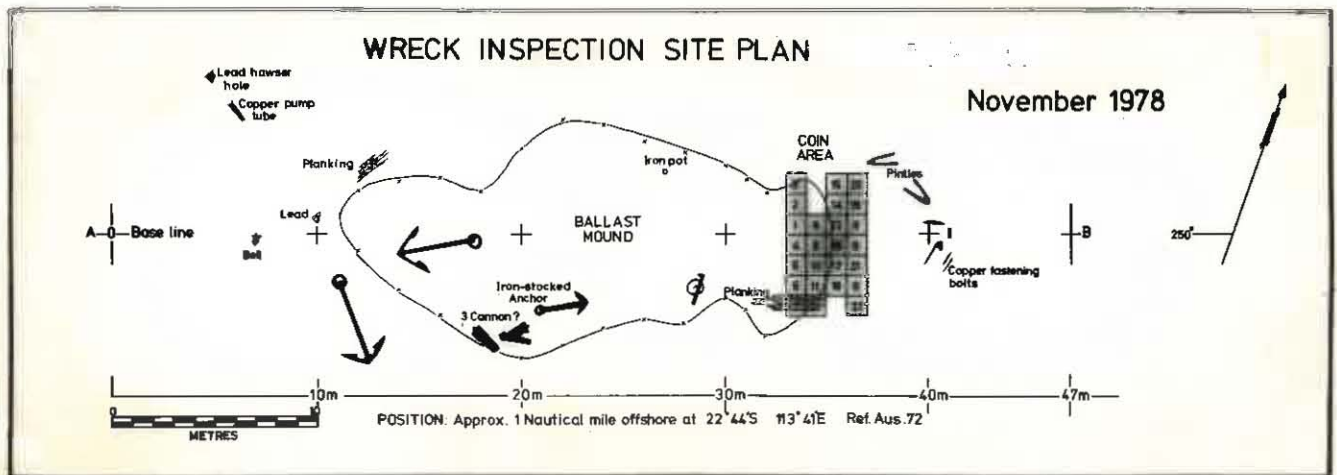 WRECK INSPECTION SITE PLAN
November 1978
Lead hawser
hole
Copper pump
tube
Planking
Iron pot
COIN
AREA
Pintles
Lead
A
0
Base line
Bell
BALLAST
MOUND
B
250°
Iron-stocked
Anchor
3 Cannon?
Planking
Copper fastening
bolts
10m
20m
30m
40m
47m
0
10
METRES
POSITION: Approx. 1 Nautical mile offshore at 22°44'S 113°41'E Ref. Aus. 72